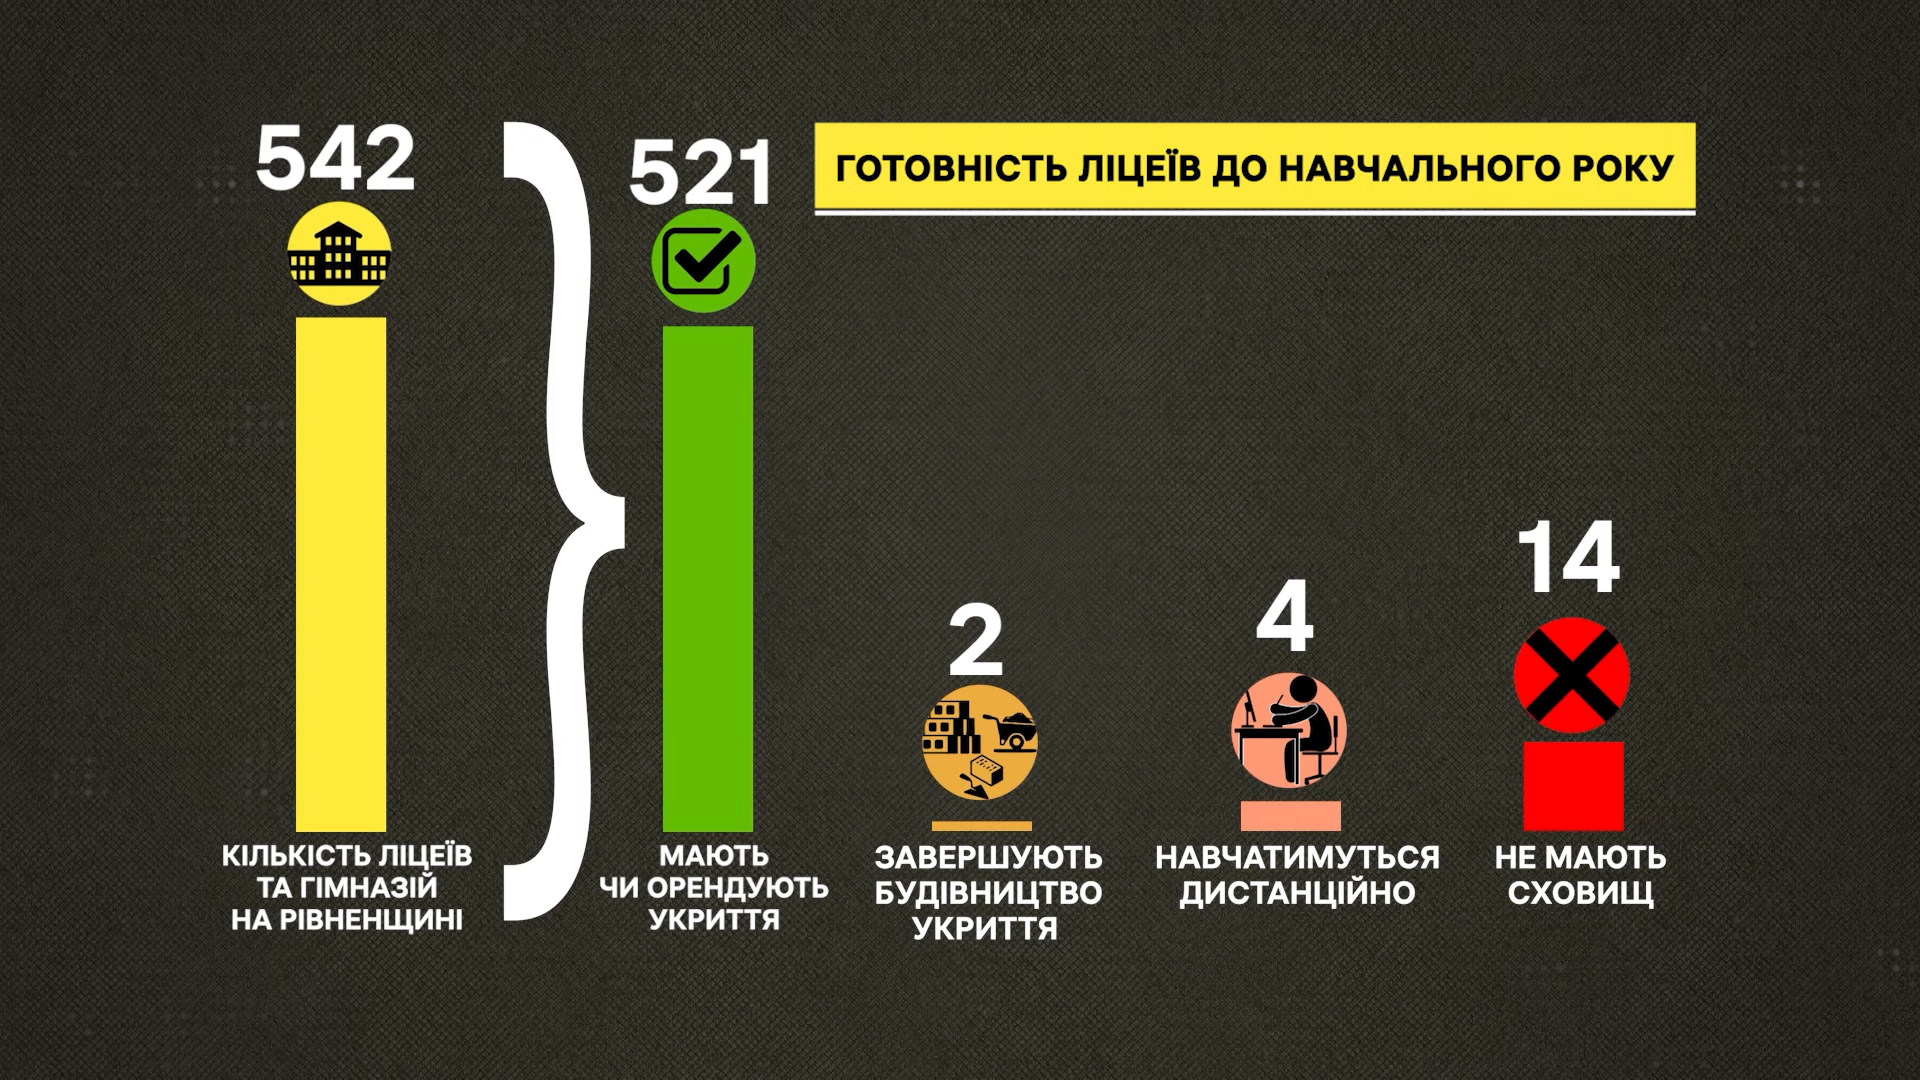 ГОТОВНІСТЬ ЛІЦЕЇВ ДО НАВЧАЛЬНОГО РОКУ
542
КІЛЬКІСТЬ ЛІЦЕЇВ
ТА ГІМНАЗІЙ
НА РІВНЕНЩИНІ
521
МАЮТЬ
ЧИ ОРЕНДУЮТЬ
УКРИТТЯ
2
ЗАВЕРШУЮТЬ
БУДІВНИЦТВО
УКРИТТЯ
4
НАВЧАТИМУТЬСЯ
ДИСТАНЦІЙНО
14
НЕ МАЮТЬ
СХОВИЩ